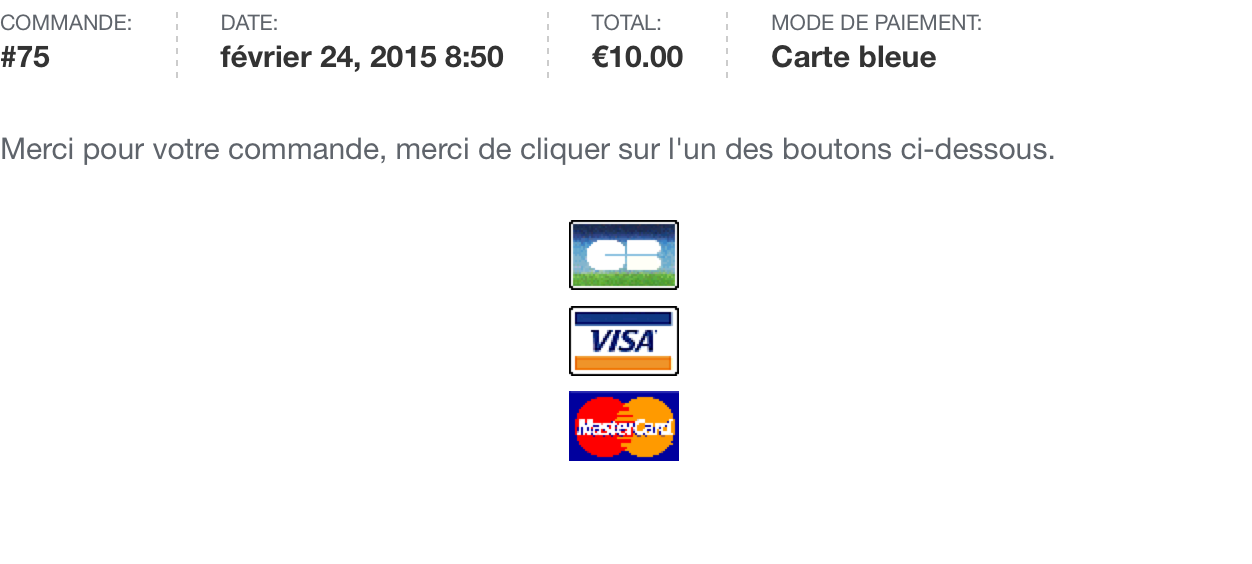 COMMANDE: DATE: TOTAL: MODE DE PAIEMENT:
#75 février 24, 2015 8:50 €10.00 Carte bleue
Merci pour votre commande, merci de cliquer sur l'un des boutons ci-dessous.
CB
VISA
MasterCard